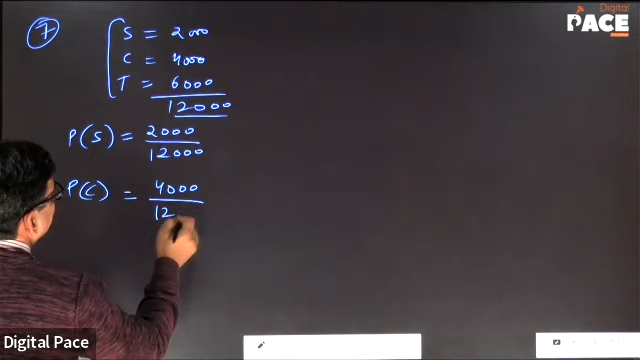 Digital
PACE
7
S = 2000
C = 4000
T = 6000
12000
P(S) = 2000/12000
P(C) = 4000/12
Digital Pace